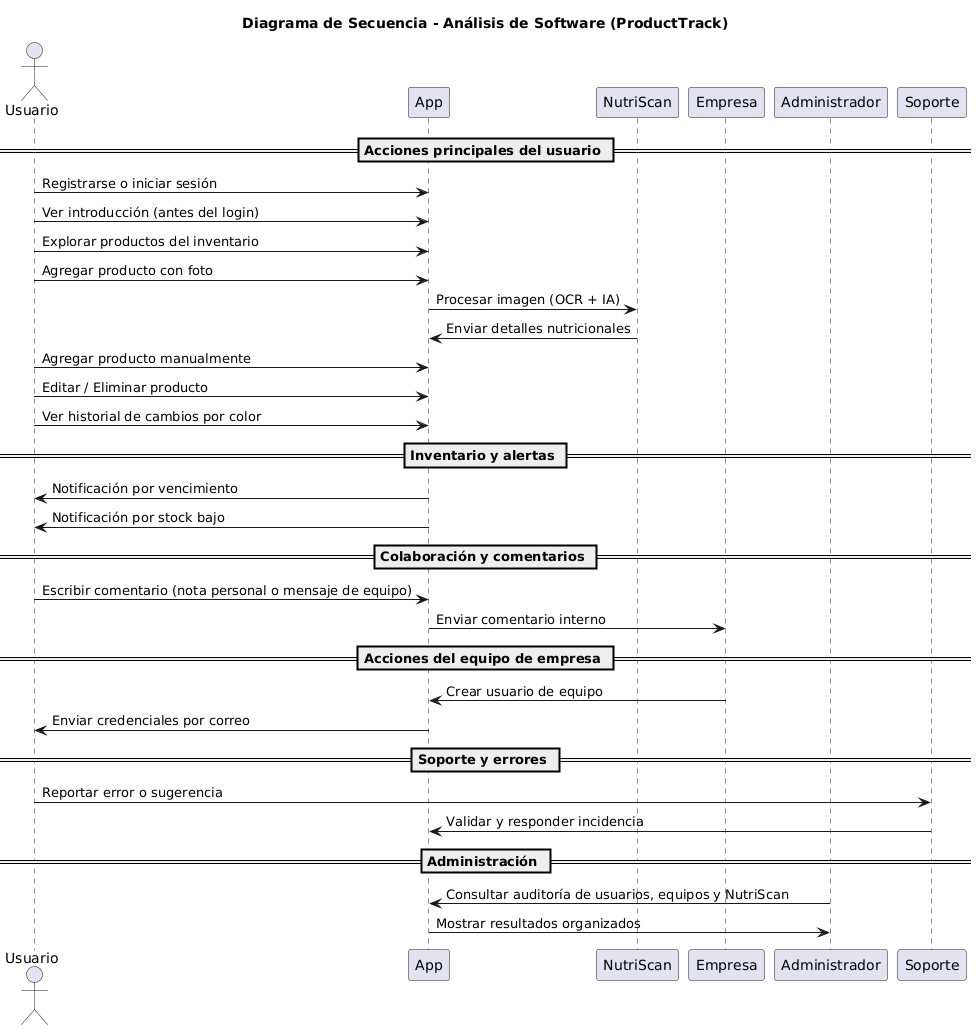 Diagrama de Secuencia - Análisis de Software (ProductTrack)
Usuario
App
NutriScan
Empresa
Administrador
Soporte
Acciones principales del usuario
Registrarse o iniciar sesión
Ver introducción (antes del login)
Explorar productos del inventario
Agregar producto con foto
Procesar imagen (OCR + IA)
Enviar detalles nutricionales
Agregar producto manualmente
Editar / Eliminar producto
Ver historial de cambios por color
Inventario y alertas
Notificación por vencimiento
Notificación por stock bajo
Colaboración y comentarios
Escribir comentario (nota personal o mensaje de equipo)
Enviar comentario interno
Acciones del equipo de empresa
Crear usuario de equipo
Enviar credenciales por correo
Soporte y errores
Reportar error o sugerencia
Validar y responder incidencia
Administración
Consultar auditoría de usuarios, equipos y NutriScan
Mostrar resultados organizados
Usuario
App
NutriScan
Empresa
Administrador
Soporte